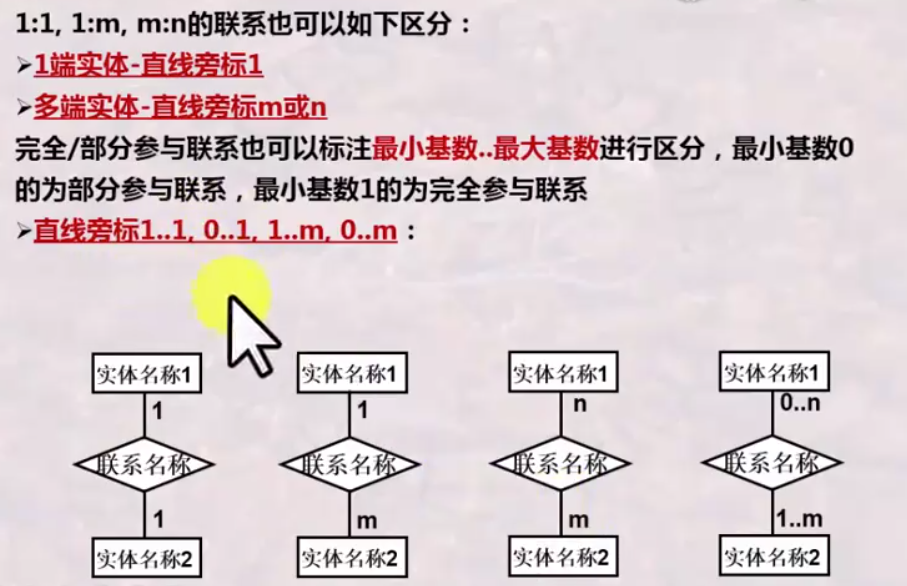 1:1, 1:m, m:n的联系也可以如下区分：
➢1端实体-直线旁标1
➢多端实体-直线旁标m或n
完全/部分参与联系也可以标注最小基数..最大基数进行区分，最小基数0
的为部分参与联系，最小基数1的为完全参与联系
➢直线旁标1..1, 0..1, 1..m, 0..m：
实体名称1 实体名称1 实体名称1 实体名称1
1 1 n 0..n
联系名称 联系名称 联系名称 联系名称
1 m m 1..m
实体名称2 实体名称2 实体名称2 实体名称2